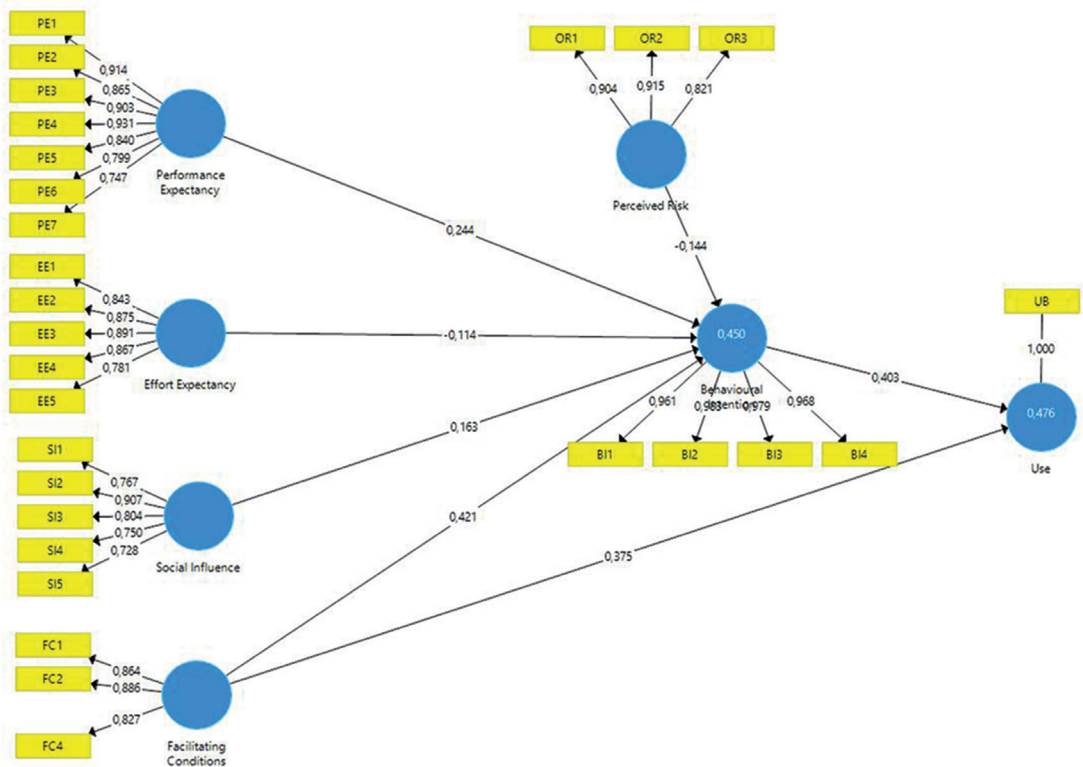 PE1
PE2
PE3
PE4
PE5
PE6
PE7
0,914
0,865
0,903
0,931
0,840
0,799
0,747
Performance
Expectancy
OR1
OR2
OR3
0,904
0,915
0,821
Perceived Risk
0,244
-0,144
EE1
EE2
EE3
EE4
EE5
0,843
0,875
0,891
0,867
0,781
Effort Expectancy
-0,114
0,450
Behavioural
0,961
0,979
0,968
BI1
BI2
BI3
BI4
UB
1,000
0,403
0,476
Use
SI1
SI2
SI3
SI4
SI5
0,767
0,907
0,804
0,750
0,728
Social Influence
0,163
0,421
0,375
FC1
FC2
FC4
0,864
0,886
0,827
Facilitating
Conditions